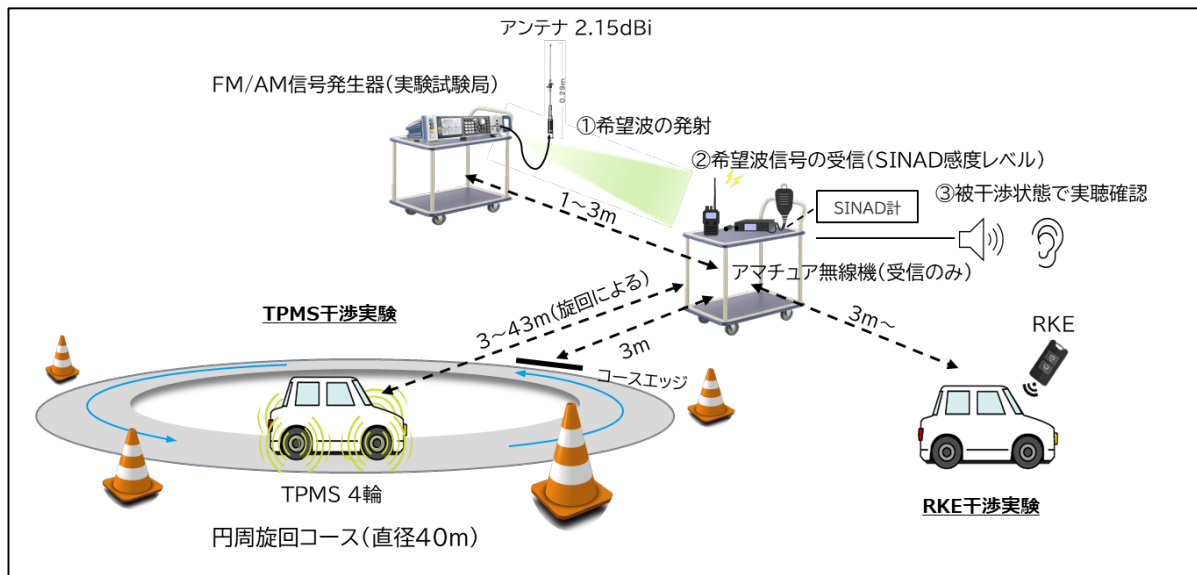 アンテナ 2.15dBi
FM/AM信号発生器(実験試験局)
0.29m
①希望波の発射
②希望波信号の受信(SINAD感度レベル)
③被干渉状態で実聴確認
SINAD計
1~3m
アマチュア無線機(受信のみ)
TPMS干渉実験
3~43m(旋回による)
3m
3m~
RKE
コースエッジ
TPMS 4輪
RKE干渉実験
円周旋回コース(直径40m)